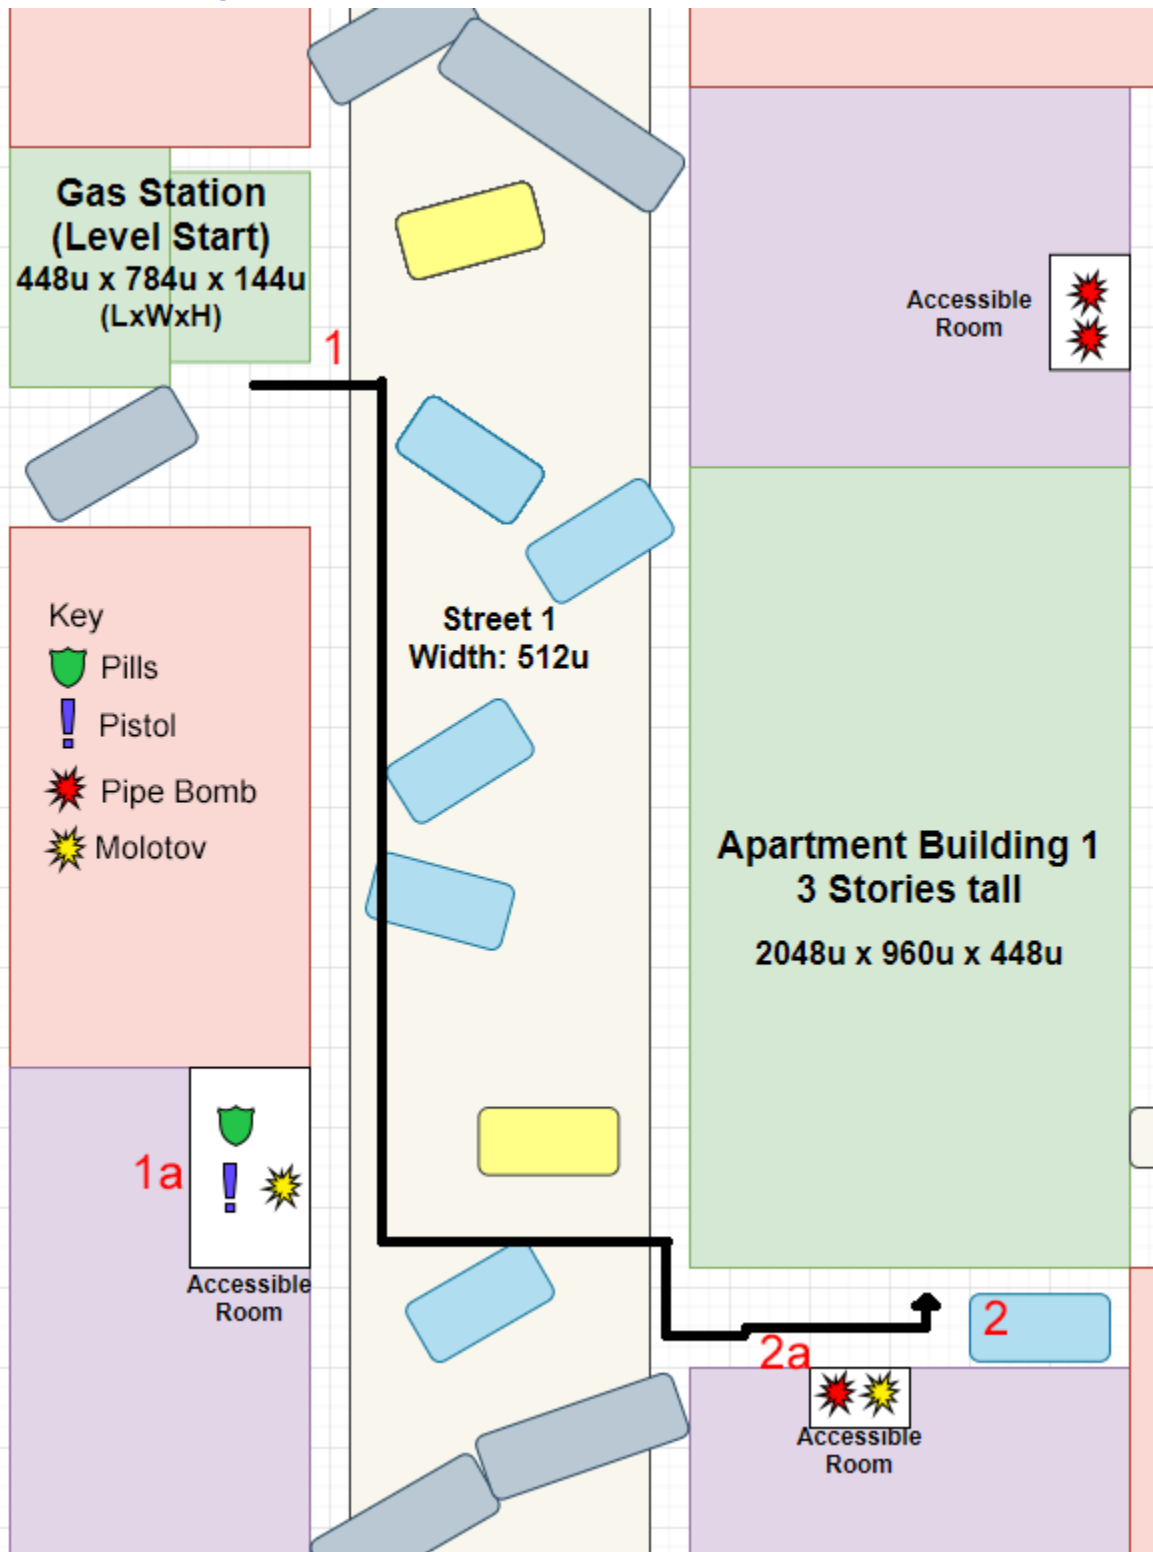 Gas Station
(Level Start)
448u x 784u x 144u
(LxWxH)
1
Accessible
Room
Street 1
Width: 512u
Key
Pills
Pistol
Pipe Bomb
Molotov
Apartment Building 1
3 Stories tall
2048u x 960u x 448u
1a
Accessible
Room
2
2a
Accessible
Room